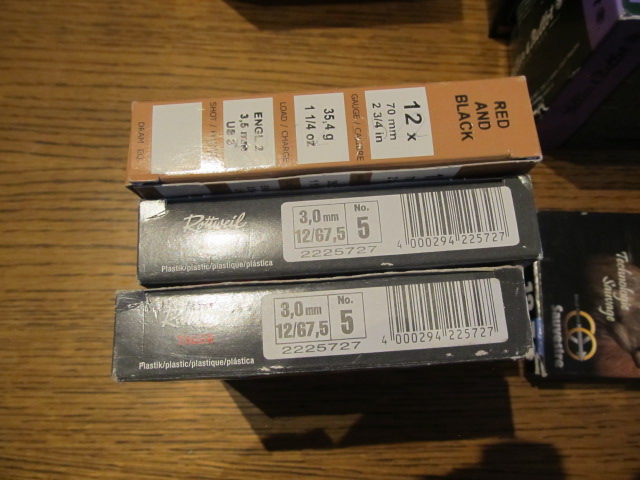 RED
AND
BLACK
12 x
70 mm
2 3/4 in
GAUGE / CALIBRE
35,4 g
1 1/4 oz
LOAD / CHARGE
ENGL 2
3,5 mm
US
SHOT /
DRAM EQ.
Rottweil
Plastik/plastic/plastique/plástica
3,0 mm
12/67,5
No.
5
2225727
4 000294 225727
Plastik/plastic/plastique/plástica
3,0 mm
12/67,5
No.
5
2225727
4 000294 225727
Technology